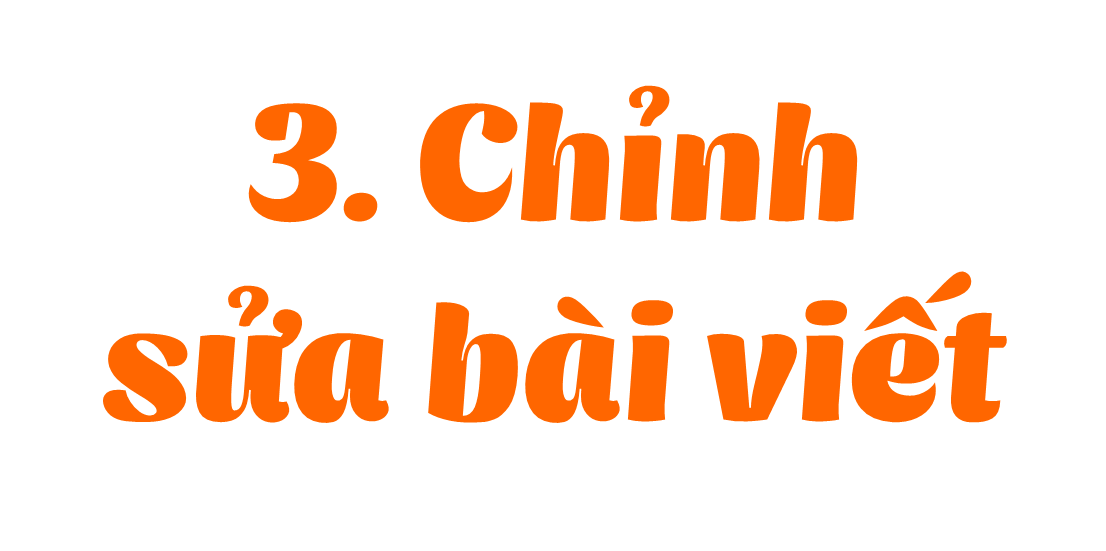 3. Chỉnh
sửa bài viết